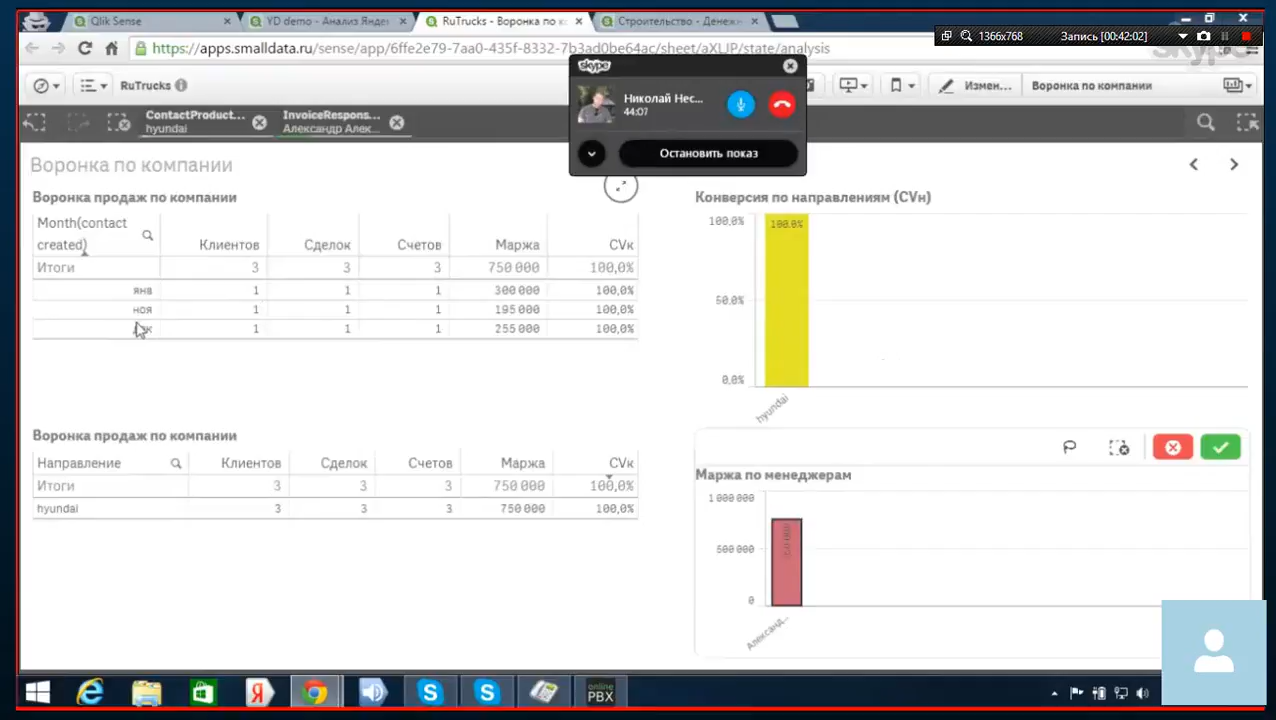 Qlik Sense
YD demo - Анализ Яндек
RuTrucks - Воронка по кс
Строительство - Денежн
https://apps.smalldata.ru/sense/app/6ffe2e79-7aa0-435f-8332-7b3ad0be64ac/sheet/aXLJP/state/analysis
1366x768
Запись [00:42:02]
skype
Николай Нес...
44:07
Остановить показ
RuTrucks
Измен...
Воронка по компании
ContactProduct...
hyundai
InvoiceRespons...
Александр Алек...
Воронка по компании
Воронка продаж по компании
Month(contact created)
Клиентов
Сделок
Счетов
Маржа
CVк
Итоги 3 3 3 750 000 100,0%
янв 1 1 1 300 000 100,0%
ноя 1 1 1 195 000 100,0%
1 1 1 255 000 100,0%
Конверсия по направлениям (CVн)
100,0%
50,0%
0,0%
100,0%
hyundai
Воронка продаж по компании
Направление Клиентов Сделок Счетов Маржа CVк
Итоги 3 3 3 750 000 100,0%
hyundai 3 3 3 750 000 100,0%
Маржа по менеджерам
1 000 000
500 000
0
Александ...
online
PBX